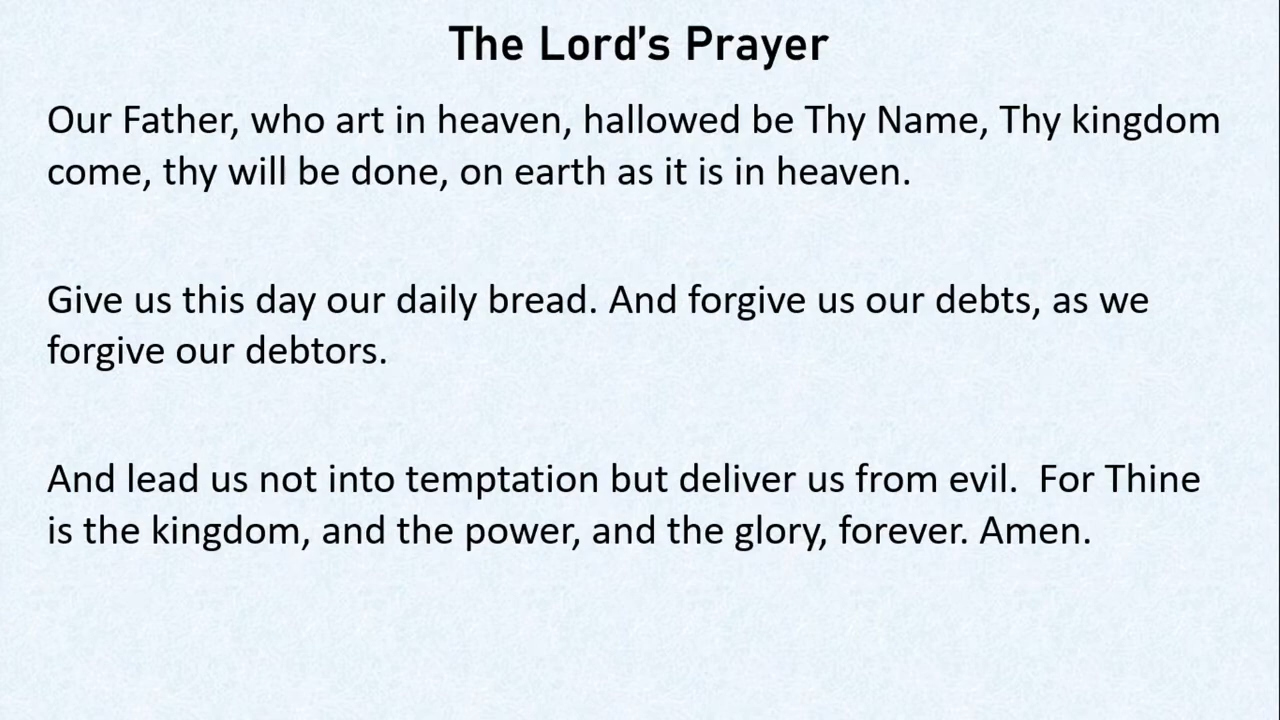 The Lord's Prayer
Our Father, who art in heaven, hallowed be Thy Name, Thy kingdom
come, thy will be done, on earth as it is in heaven.
Give us this day our daily bread. And forgive us our debts, as we
forgive our debtors.
And lead us not into temptation but deliver us from evil.  For Thine
is the kingdom, and the power, and the glory, forever. Amen.